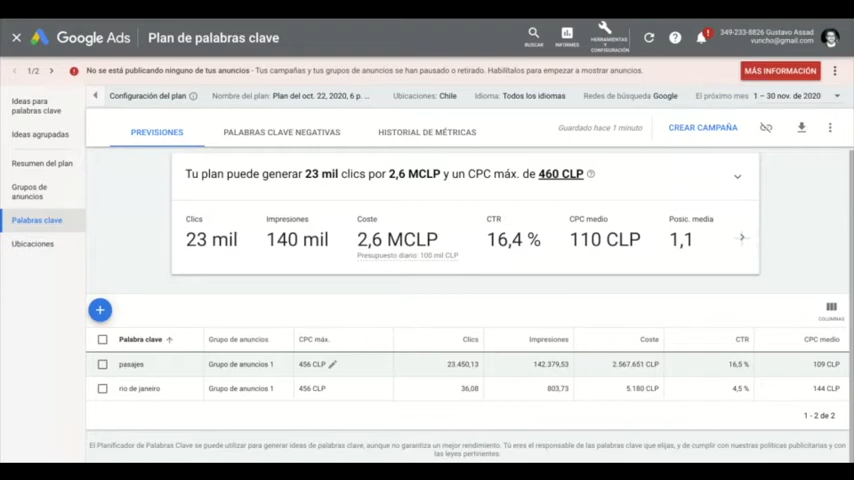 Google Ads
Plan de palabras clave
BUSCAR
INFORMES
HERRAMIENTAS
Y
CONFIGURACIÓN
349-233-8826 Gustavo Assad
vuncho@gmail.com
1/2
No se está publicando ninguno de tus anuncios - Tus campañas y tus grupos de anuncios se han pausado o retirado. Habilítalos para empezar a mostrar anuncios.
MÁS INFORMACIÓN
Ideas para
palabras clave
Ideas agrupadas
Resumen del plan
Grupos de
anuncios
Palabras clave
Ubicaciones
Configuración del plan
Nombre del plan: Plan del oct. 22, 2020, 6 p. ...
Ubicaciones: Chile
Idioma: Todos los idiomas
Redes de búsqueda Google
El próximo mes 1 – 30 nov. de 2020
PREVISIONES
PALABRAS CLAVE NEGATIVAS
HISTORIAL DE MÉTRICAS
Guardado hace 1 minuto
CREAR CAMPAÑA
Tu plan puede generar 23 mil clics por 2,6 MCLP y un CPC máx. de 460 CLP
Clics Impresiones Coste CTR CPC medio Posic. media
23 mil 140 mil 2,6 MCLP 16,4 % 110 CLP 1,1
Presupuesto diario: 100 mil CLP
COLUMNAS
Palabra clave Grupo de anuncios CPC máx. Clics Impresiones Coste CTR CPC medio
pasajes Grupo de anuncios 1 456 CLP 23.450,13 142.379,53 2.567.651 CLP 16,5 % 109 CLP
rio de janeiro Grupo de anuncios 1 456 CLP 36,08 803,73 5.180 CLP 4,5 % 144 CLP
1 - 2 de 2
El Planificador de Palabras Clave se puede utilizar para generar ideas de palabras clave, aunque no garantiza un mejor rendimiento. Tú eres el responsable de las palabras clave que elijas, y de cumplir con nuestras políticas publicitarias y con
las leyes pertinentes.